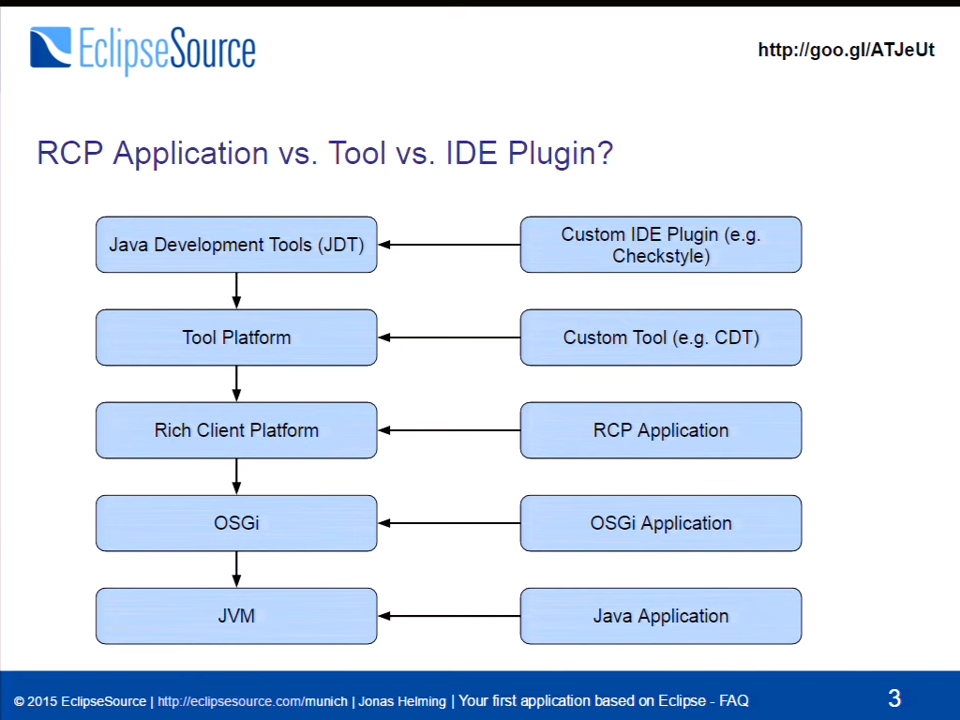 EclipseSource
http://goo.gl/ATJeUt
RCP Application vs. Tool vs. IDE Plugin?
Java Development Tools (JDT)
Custom IDE Plugin (e.g.
Checkstyle)
Tool Platform
Custom Tool (e.g. CDT)
Rich Client Platform
RCP Application
OSGi
OSGi Application
JVM
Java Application
© 2015 EclipseSource | http://eclipsesource.com/munich | Jonas Helming | Your first application based on Eclipse - FAQ
3